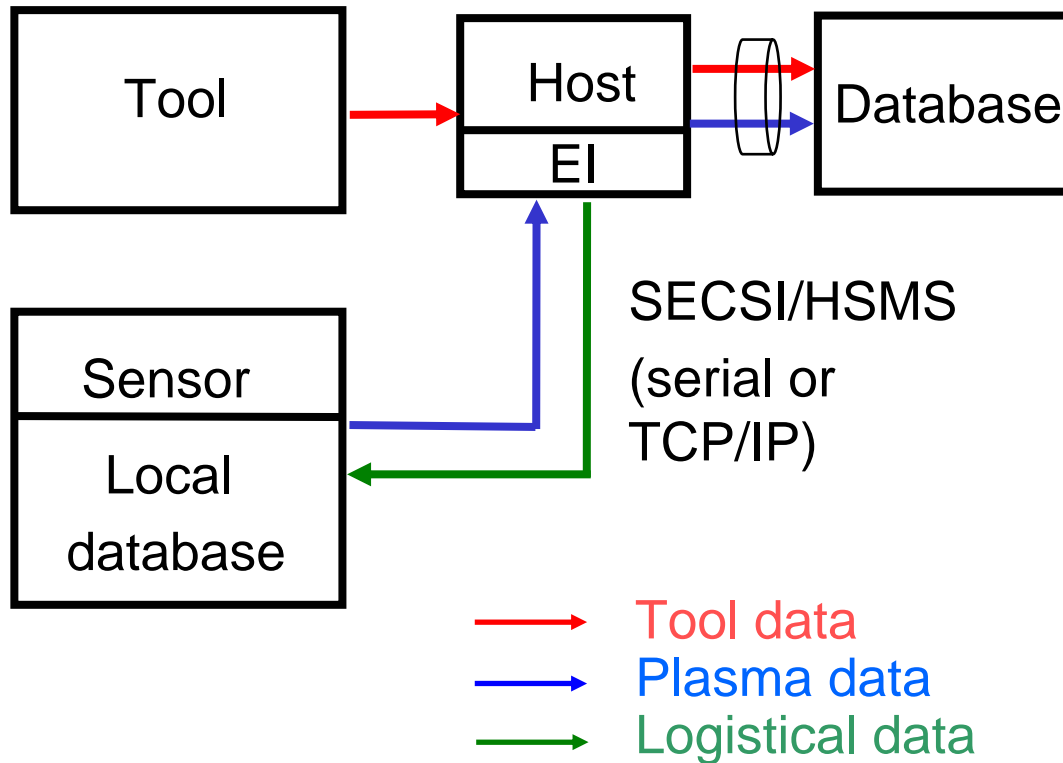 Tool
Host
EI
Database
SECSI/HSMS
(serial or
TCP/IP)
Sensor
Local
database
Tool data
Plasma data
Logistical data